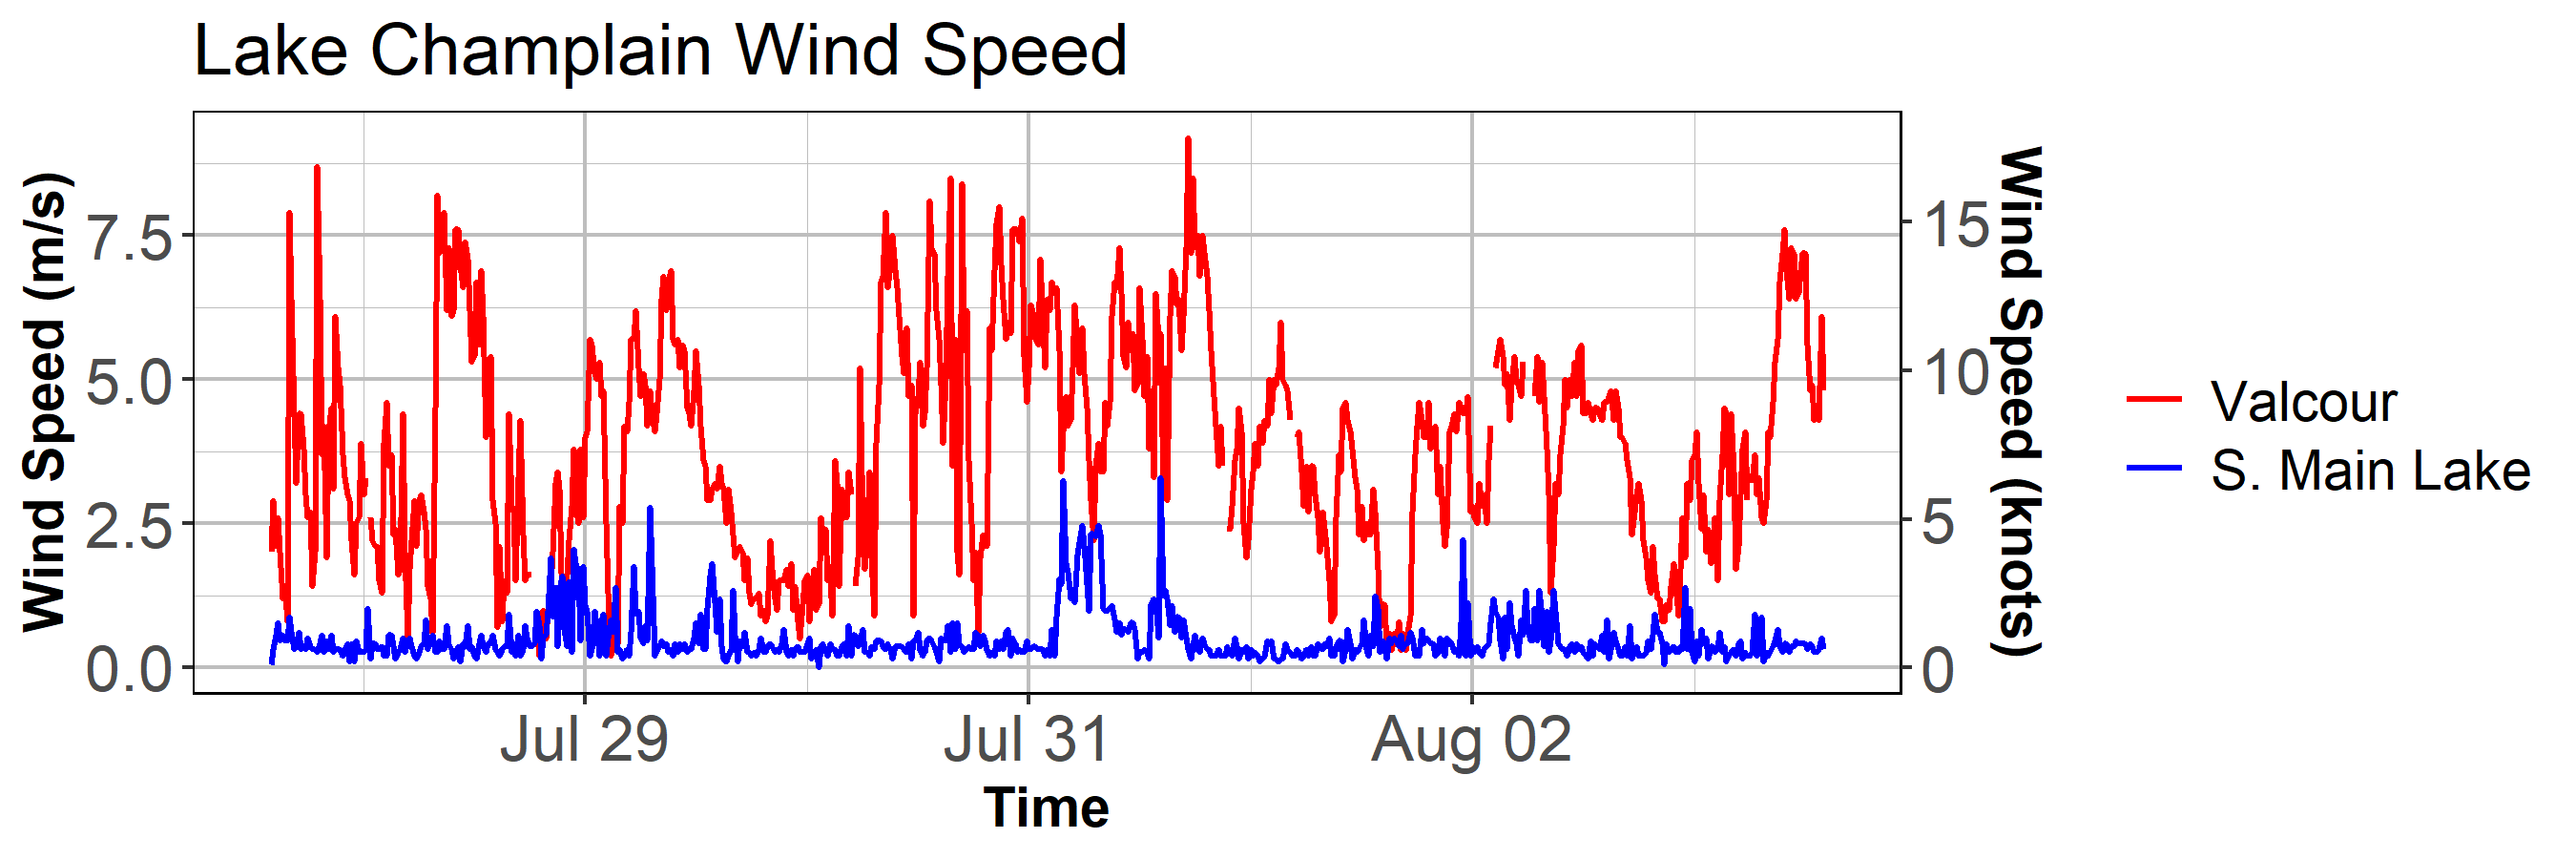 Lake Champlain Wind Speed
Wind Speed (m/s)
7.5
5.0
2.5
0.0
15
10
5
0
Wind Speed (knots)
Jul 29
Jul 31
Aug 02
Time
Valcour
S. Main Lake